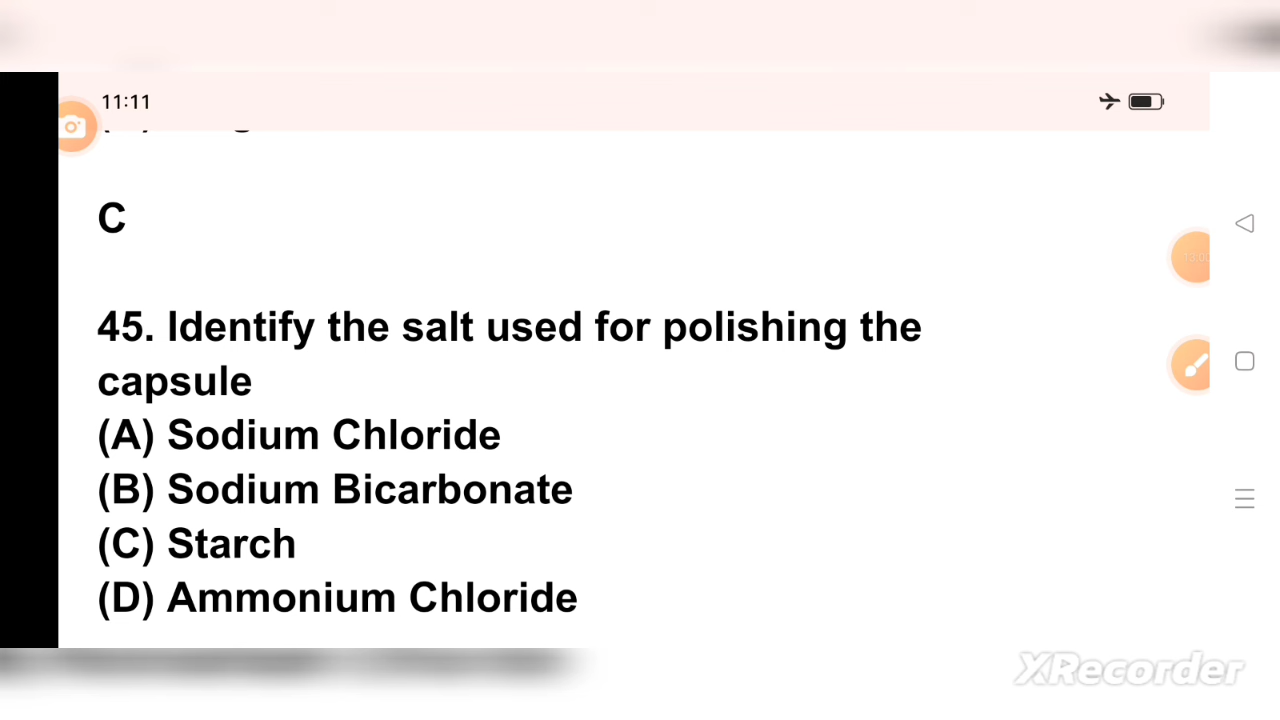 11:11
C
45. Identify the salt used for polishing the
capsule
(A) Sodium Chloride
(B) Sodium Bicarbonate
(C) Starch
(D) Ammonium Chloride
XRecorder